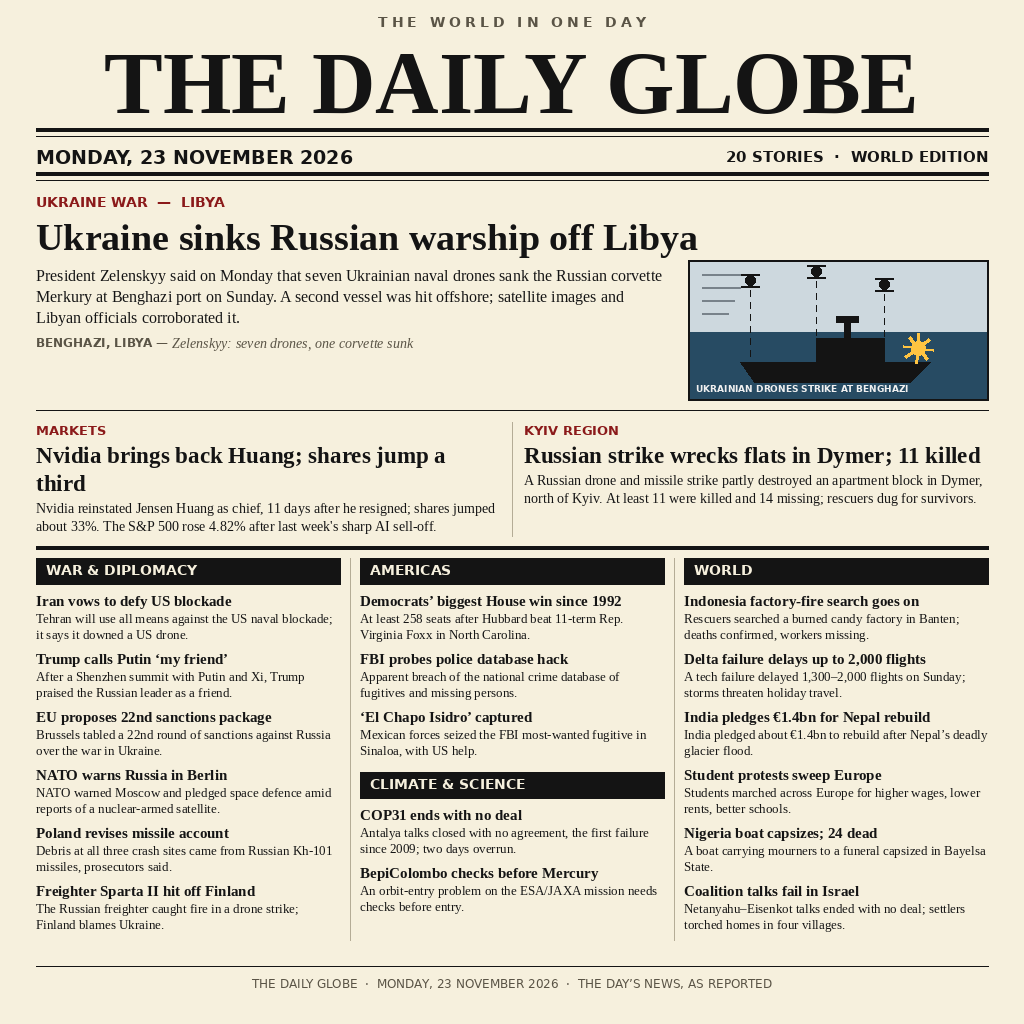 THE WORLD IN ONE DAY
THE DAILY GLOBE
MONDAY, 23 NOVEMBER 2026
20 STORIES · WORLD EDITION
UKRAINE WAR — LIBYA
Ukraine sinks Russian warship off Libya
President Zelenskyy said on Monday that seven Ukrainian naval drones sank the Russian corvette
Merkury at Benghazi port on Sunday. A second vessel was hit offshore; satellite images and
Libyan officials corroborated it.
BENGHAZI, LIBYA — Zelenskyy: seven drones, one corvette sunk
UKRAINIAN DRONES STRIKE AT BENGHAZI
MARKETS
Nvidia brings back Huang; shares jump a
third
Nvidia reinstated Jensen Huang as chief, 11 days after he resigned; shares jumped
about 33%. The S&P 500 rose 4.82% after last week's sharp AI sell-off.
KYIV REGION
Russian strike wrecks flats in Dymer; 11 killed
A Russian drone and missile strike partly destroyed an apartment block in Dymer,
north of Kyiv. At least 11 were killed and 14 missing; rescuers dug for survivors.
WAR & DIPLOMACY
Iran vows to defy US blockade
Tehran will use all means against the US naval blockade;
it says it downed a US drone.
Trump calls Putin ‘my friend’
After a Shenzhen summit with Putin and Xi, Trump
praised the Russian leader as a friend.
EU proposes 22nd sanctions package
Brussels tabled a 22nd round of sanctions against Russia
over the war in Ukraine.
NATO warns Russia in Berlin
NATO warned Moscow and pledged space defence amid
reports of a nuclear-armed satellite.
Poland revises missile account
Debris at all three crash sites came from Russian Kh-101
missiles, prosecutors said.
Freighter Sparta II hit off Finland
The Russian freighter caught fire in a drone strike;
Finland blames Ukraine.
AMERICAS
Democrats’ biggest House win since 1992
At least 258 seats after Hubbard beat 11-term Rep.
Virginia Foxx in North Carolina.
FBI probes police database hack
Apparent breach of the national crime database of
fugitives and missing persons.
‘El Chapo Isidro’ captured
Mexican forces seized the FBI most-wanted fugitive in
Sinaloa, with US help.
CLIMATE & SCIENCE
COP31 ends with no deal
Antalya talks closed with no agreement, the first failure
since 2009; two days overrun.
BepiColombo checks before Mercury
An orbit-entry problem on the ESA/JAXA mission needs
checks before entry.
WORLD
Indonesia factory-fire search goes on
Rescuers searched a burned candy factory in Banten;
deaths confirmed, workers missing.
Delta failure delays up to 2,000 flights
A tech failure delayed 1,300–2,000 flights on Sunday;
storms threaten holiday travel.
India pledges €1.4bn for Nepal rebuild
India pledged about €1.4bn to rebuild after Nepal’s deadly
glacier flood.
Student protests sweep Europe
Students marched across Europe for higher wages, lower
rents, better schools.
Nigeria boat capsizes; 24 dead
A boat carrying mourners to a funeral capsized in Bayelsa
State.
Coalition talks fail in Israel
Netanyahu–Eisenkot talks ended with no deal; settlers
torched homes in four villages.
THE DAILY GLOBE · MONDAY, 23 NOVEMBER 2026 · THE DAY’S NEWS, AS REPORTED